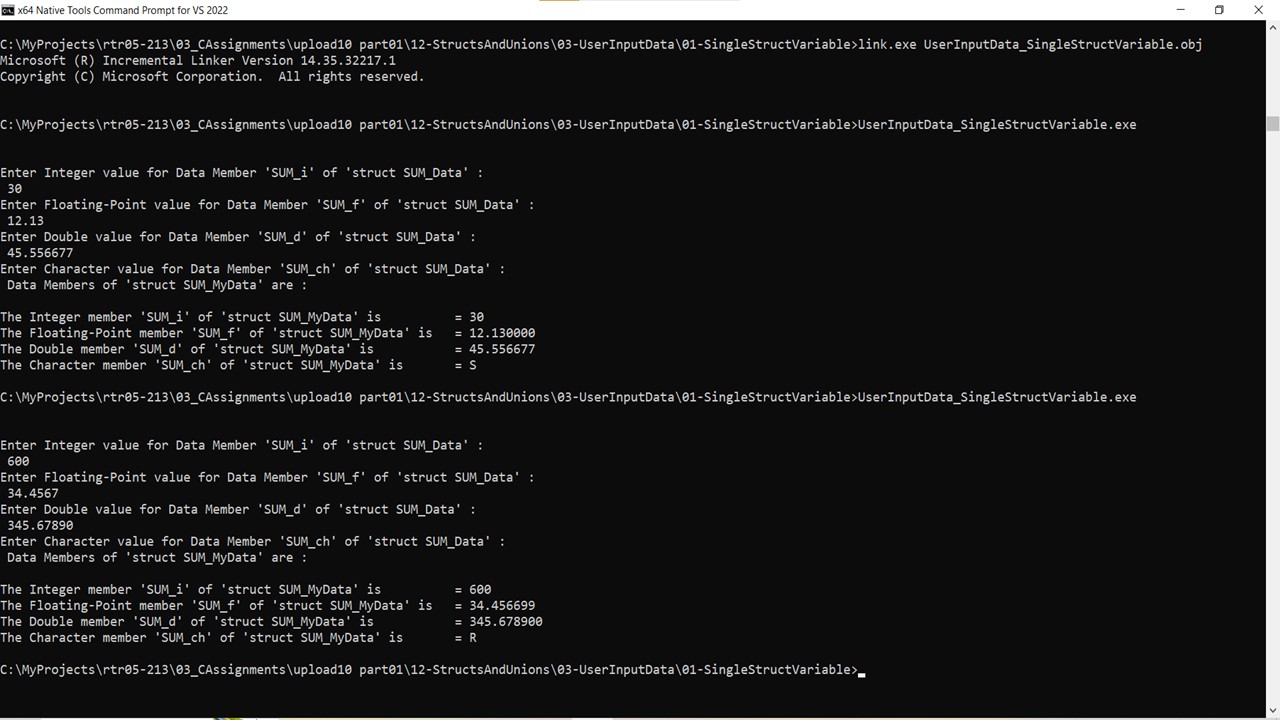 x64 Native Tools Command Prompt for VS 2022
C:\MyProjects\rtr05-213\03_CAssignments\upload10 part01\12-StructsAndUnions\03-UserInputData\01-SingleStructVariable>link.exe UserInputData_SingleStructVariable.obj
Microsoft (R) Incremental Linker Version 14.35.32217.1
Copyright (C) Microsoft Corporation.  All rights reserved.
C:\MyProjects\rtr05-213\03_CAssignments\upload10 part01\12-StructsAndUnions\03-UserInputData\01-SingleStructVariable>UserInputData_SingleStructVariable.exe
Enter Integer value for Data Member 'SUM_i' of 'struct SUM_Data' :
30
Enter Floating-Point value for Data Member 'SUM_f' of 'struct SUM_Data' :
12.13
Enter Double value for Data Member 'SUM_d' of 'struct SUM_Data' :
45.556677
Enter Character value for Data Member 'SUM_ch' of 'struct SUM_Data' :
Data Members of 'struct SUM_MyData' are :
The Integer member 'SUM_i' of 'struct SUM_MyData' is          = 30
The Floating-Point member 'SUM_f' of 'struct SUM_MyData' is   = 12.130000
The Double member 'SUM_d' of 'struct SUM_MyData' is           = 45.556677
The Character member 'SUM_ch' of 'struct SUM_MyData' is       = S
C:\MyProjects\rtr05-213\03_CAssignments\upload10 part01\12-StructsAndUnions\03-UserInputData\01-SingleStructVariable>UserInputData_SingleStructVariable.exe
Enter Integer value for Data Member 'SUM_i' of 'struct SUM_Data' :
600
Enter Floating-Point value for Data Member 'SUM_f' of 'struct SUM_Data' :
34.4567
Enter Double value for Data Member 'SUM_d' of 'struct SUM_Data' :
345.67890
Enter Character value for Data Member 'SUM_ch' of 'struct SUM_Data' :
Data Members of 'struct SUM_MyData' are :
The Integer member 'SUM_i' of 'struct SUM_MyData' is          = 600
The Floating-Point member 'SUM_f' of 'struct SUM_MyData' is   = 34.456699
The Double member 'SUM_d' of 'struct SUM_MyData' is           = 345.678900
The Character member 'SUM_ch' of 'struct SUM_MyData' is       = R
C:\MyProjects\rtr05-213\03_CAssignments\upload10 part01\12-StructsAndUnions\03-UserInputData\01-SingleStructVariable>